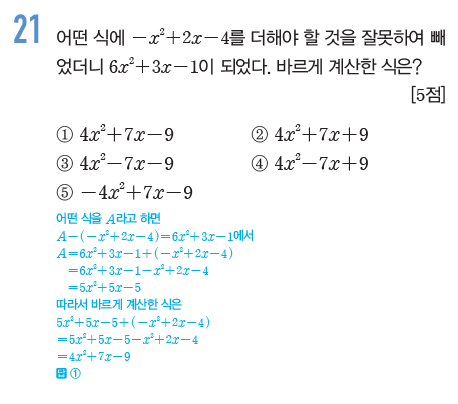 21 어떤 식에 −x²+2x−4를 더해야 할 것을 잘못하여 빼
었더니 6x²+3x−1이 되었다. 바르게 계산한 식은?
[5점]
① 4x²+7x−9 ② 4x²+7x+9
③ 4x²−7x−9 ④ 4x²−7x+9
⑤ −4x²+7x−9
어떤 식을 A라고 하면
A−(−x²+2x−4)=6x²+3x−1에서
A=6x²+3x−1+(−x²+2x−4)
=6x²+3x−1−x²+2x−4
=5x²+5x−5
따라서 바르게 계산한 식은
5x²+5x−5+(−x²+2x−4)
=5x²+5x−5−x²+2x−4
=4x²+7x−9
답 ①